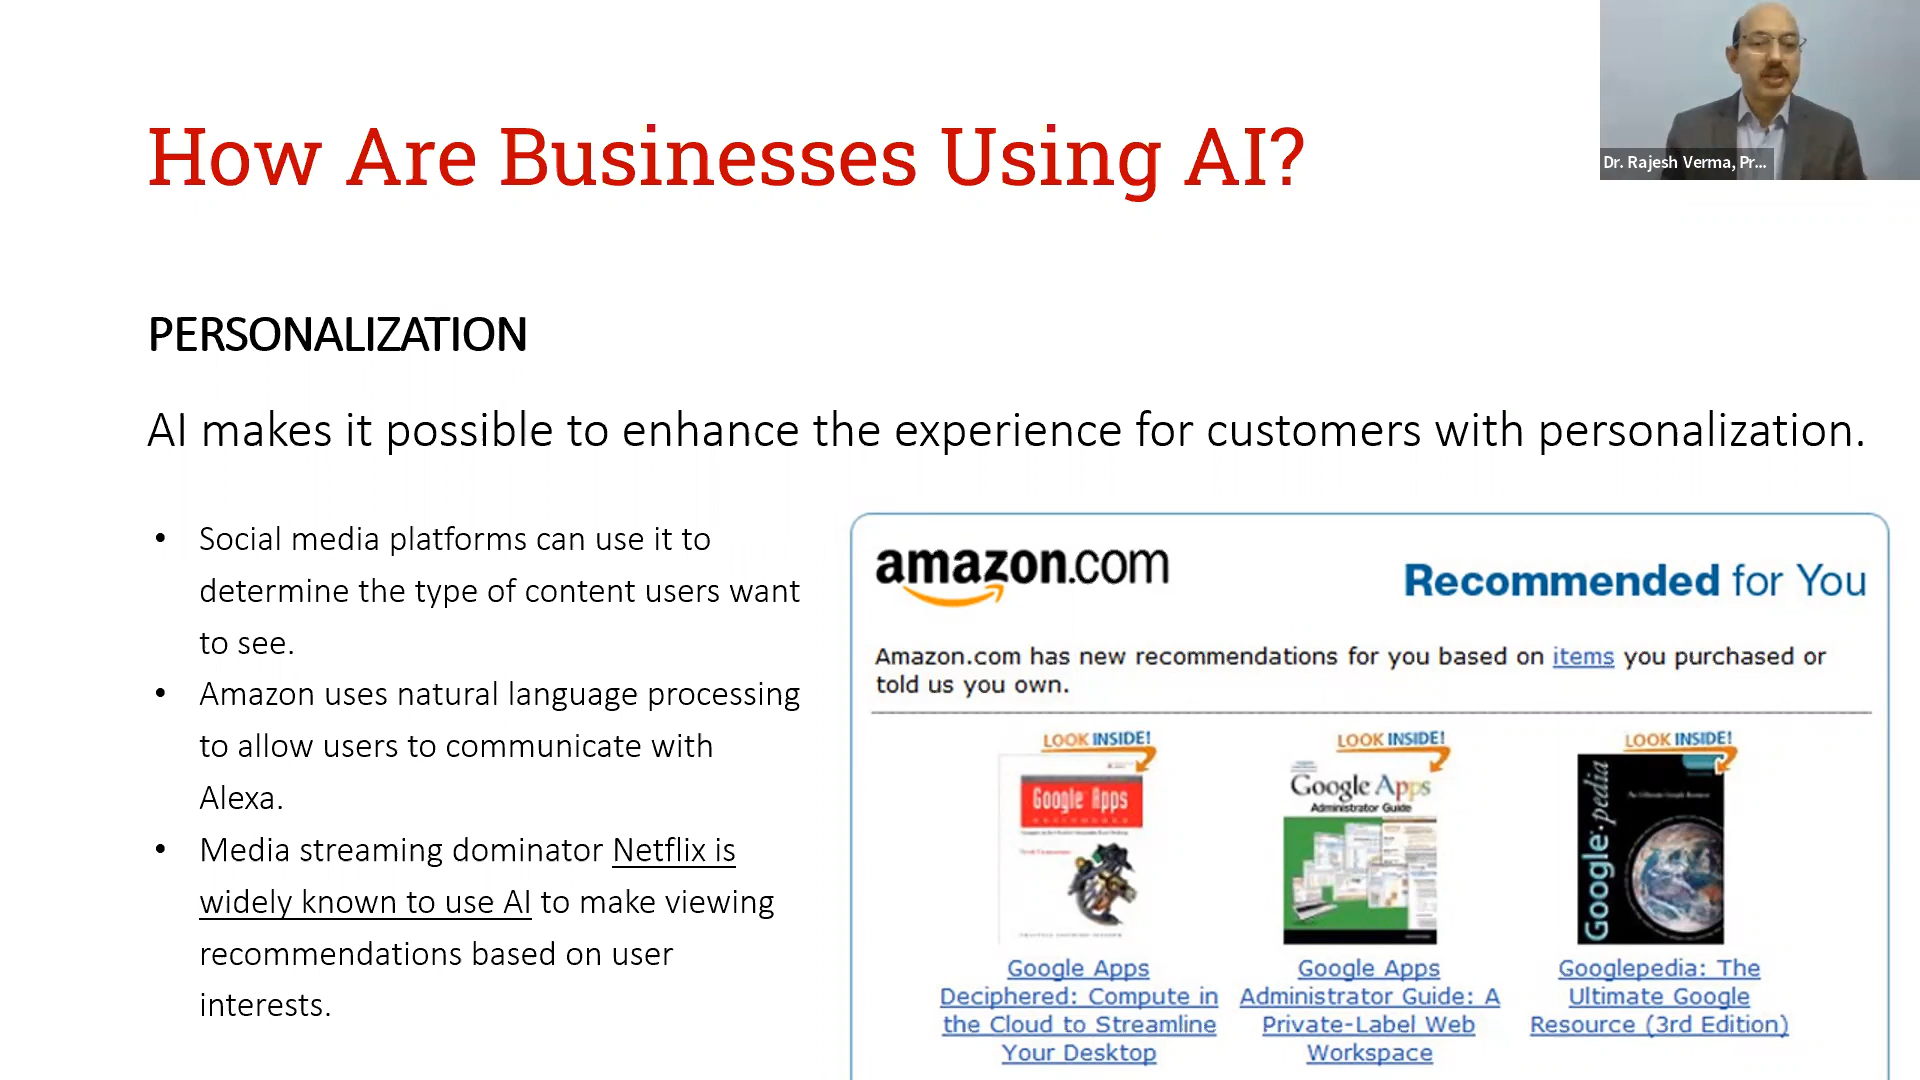 How Are Businesses Using AI?
Dr. Rajesh Verma, Pr...
PERSONALIZATION
AI makes it possible to enhance the experience for customers with personalization.
• Social media platforms can use it to
determine the type of content users want
to see.
• Amazon uses natural language processing
to allow users to communicate with
Alexa.
• Media streaming dominator Netflix is
widely known to use AI to make viewing
recommendations based on user
interests.
amazon.com
Recommended for You
Amazon.com has new recommendations for you based on items you purchased or
told us you own.
LOOK INSIDE!
Google Apps
Google Apps
Deciphered: Compute in
the Cloud to Streamline
Your Desktop
LOOK INSIDE!
Google Apps
Administrator Guide
Google Apps
Administrator Guide: A
Private-Label Web
Workspace
LOOK INSIDE!
Google·pedia
The Ultimate Google Resource
Googlepedia: The
Ultimate Google
Resource (3rd Edition)